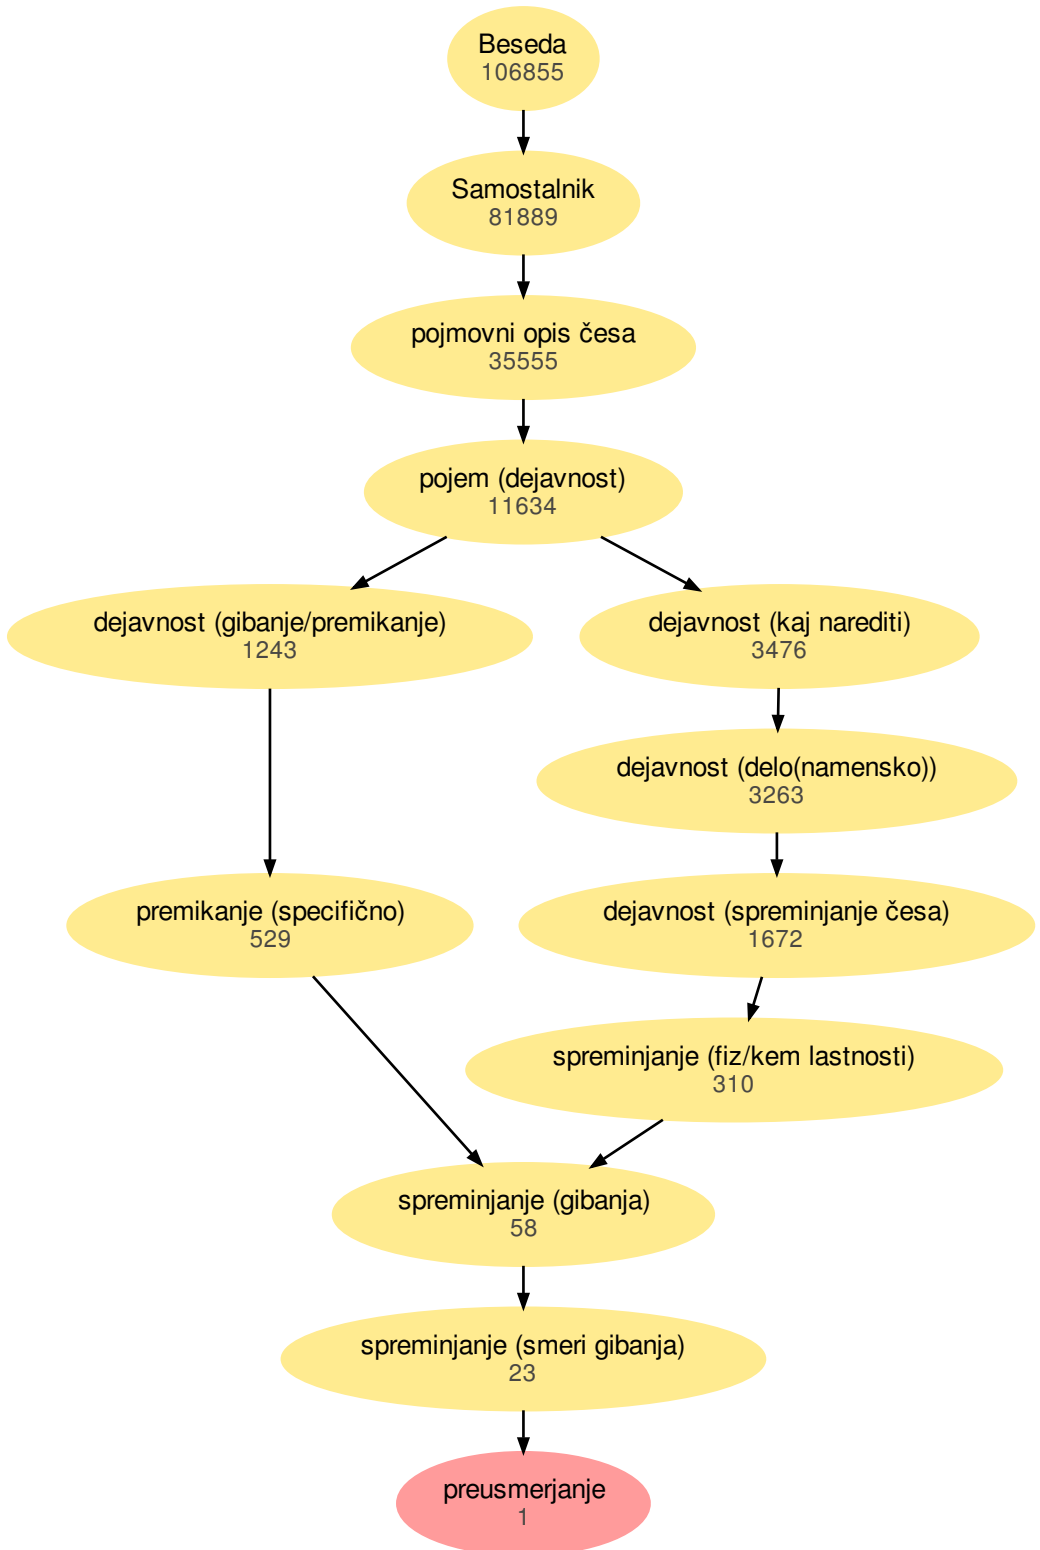 Beseda
106855
Samostalnik
81889
pojmovni opis česa
35555
pojem (dejavnost)
11634
dejavnost (gibanje/premikanje)
1243
dejavnost (kaj narediti)
3476
dejavnost (delo(namensko))
3263
premikanje (specifično)
529
dejavnost (spreminjanje česa)
1672
spreminjanje (fiz/kem lastnosti)
310
spreminjanje (gibanja)
58
spreminjanje (smeri gibanja)
23
preusmerjanje
1